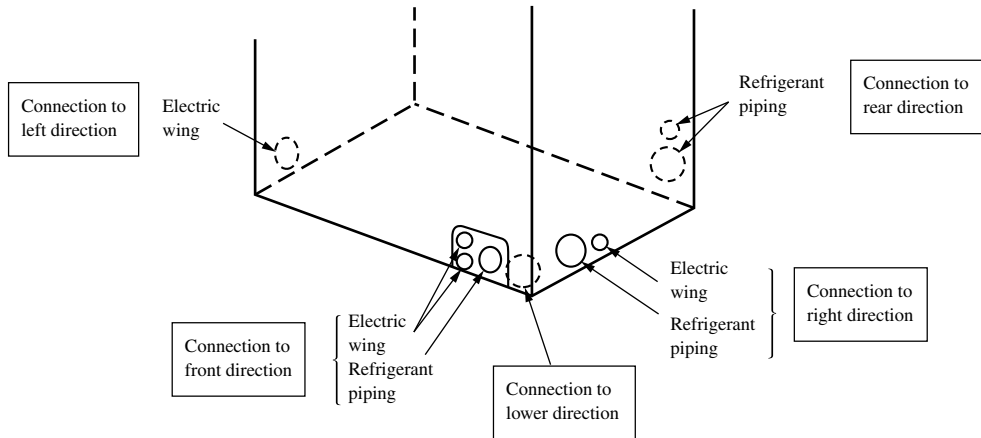 Connection to
left direction
Electric
wing
Refrigerant
piping
Connection to
rear direction
Electric
wing
Refrigerant
piping
Connection to
right direction
Connection to
front direction
Electric
wing
Refrigerant
piping
Connection to
lower direction